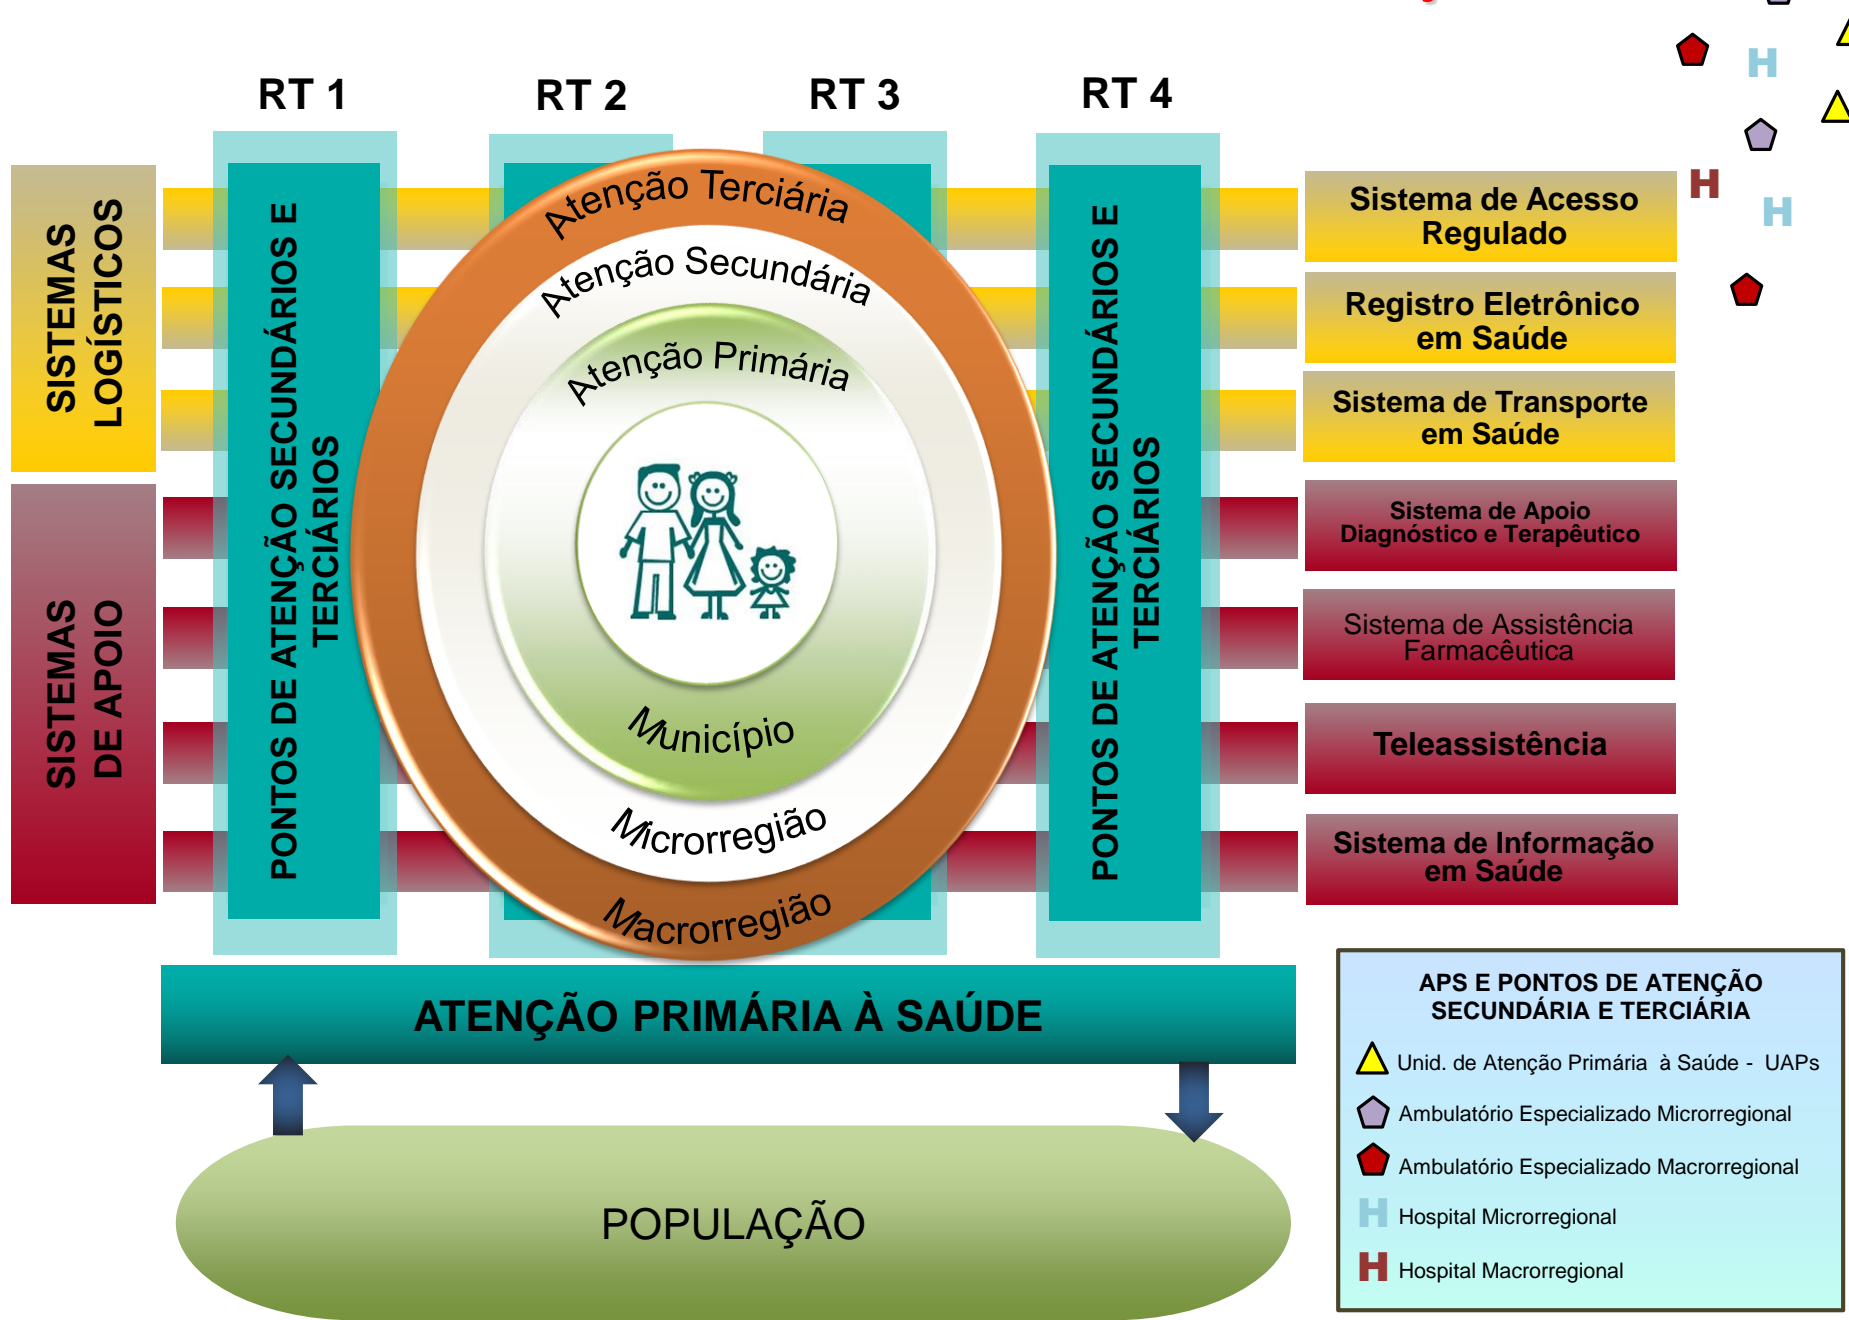 RT 1
RT 2
RT 3
RT 4
SISTEMAS
LOGÍSTICOS
SISTEMAS
DE APOIO
PONTOS DE ATENÇÃO SECUNDÁRIOS E
TERCIÁRIOS
Atenção Terciária
Atenção Secundária
Atenção Primária
Município
Microrregião
Macrorregião
PONTOS DE ATENÇÃO SECUNDÁRIOS E
TERCIÁRIOS
Sistema de Acesso
Regulado
Registro Eletrônico
em Saúde
Sistema de Transporte
em Saúde
Sistema de Apoio
Diagnóstico e Terapêutico
Sistema de Assistência
Farmacêutica
Teleassistência
Sistema de Informação
em Saúde
H
H
H
ATENÇÃO PRIMÁRIA À SAÚDE
POPULAÇÃO
APS E PONTOS DE ATENÇÃO
SECUNDÁRIA E TERCIÁRIA
Unid. de Atenção Primária à Saúde - UAPs
Ambulatório Especializado Microrregional
Ambulatório Especializado Macrorregional
H Hospital Microrregional
H Hospital Macrorregional